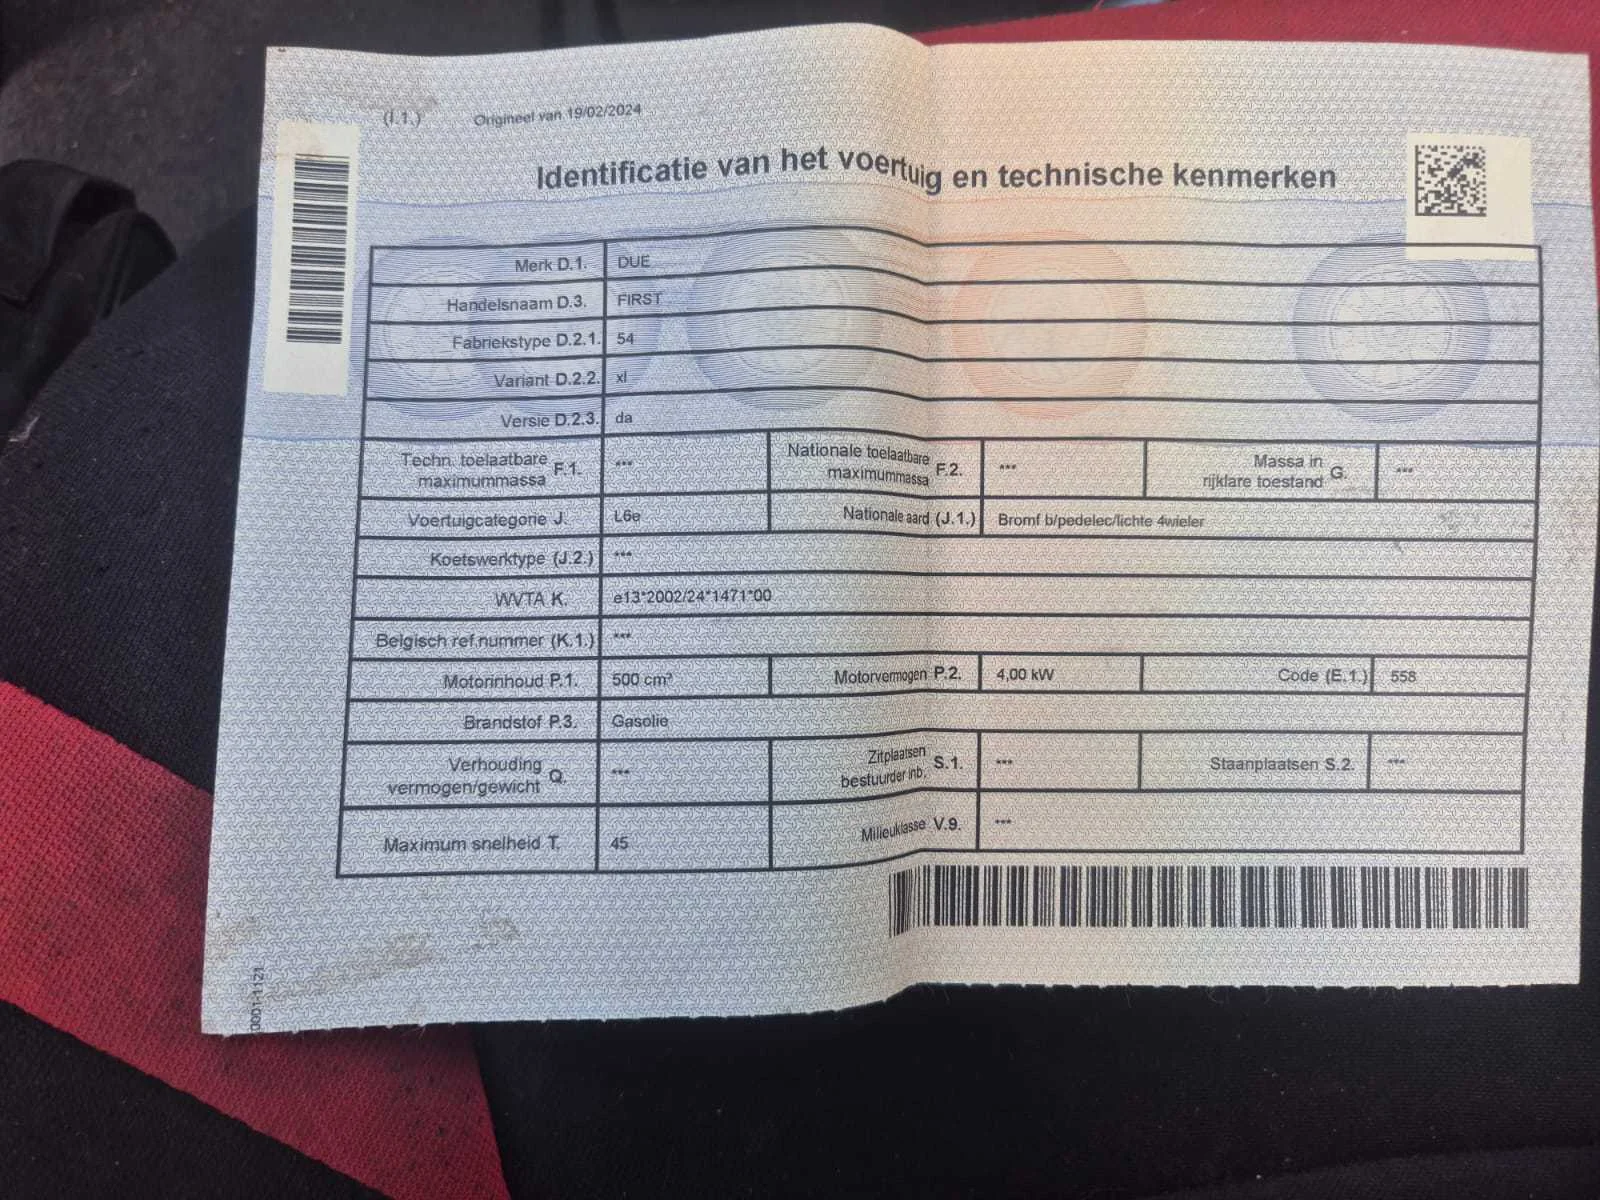 (I.1.) Origineel van 19/02/2024
Identificatie van het voertuig en technische kenmerken
Merk D.1. DUE
Handelsnaam D.3. FIRST
Fabriekstype D.2.1. 54
Variant D.2.2. xl
Versie D.2.3. da
Techn. toelaatbare maximummassa F.1. *** Nationale toelaatbare maximummassa F.2. *** Massa in rijklare toestand G. ***
Voertuigcategorie J. L6e Nationale aard (J.1.) Bromf b/pedelec/lichte 4wieler
Koetswerktype (J.2.) ***
WVTA K. e13*2002/24*1471*00
Belgisch ref.nummer (K.1.) ***
Motorinhoud P.1. 500 cm³ Motorvermogen P.2. 4,00 kW Code (E.1.) 558
Brandstof P.3. Gasolie
Verhouding vermogen/gewicht Q. *** Zitplaatsen bestuurder inb. S.1. *** Staanplaatsen S.2. ***
Maximum snelheid T. 45 Milieuklasse V.9. ***
0001-1121